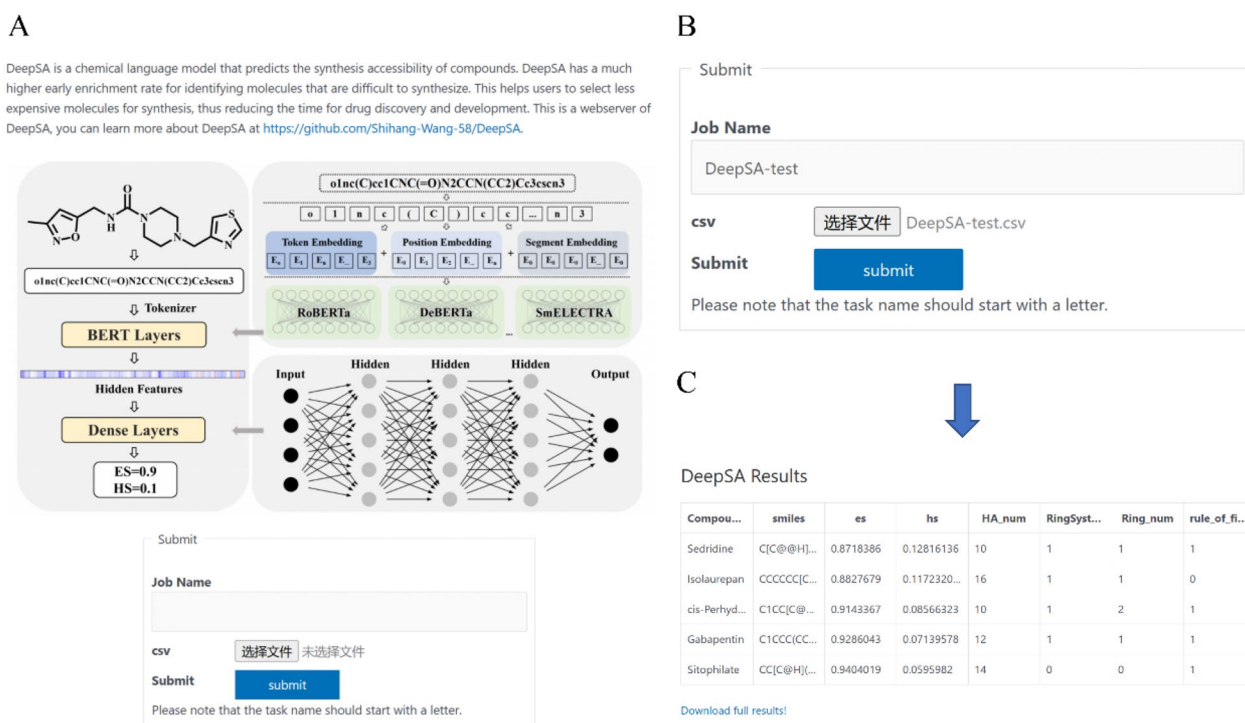 A
DeepSA is a chemical language model that predicts the synthesis accessibility of compounds. DeepSA has a much
higher early enrichment rate for identifying molecules that are difficult to synthesize. This helps users to select less
expensive molecules for synthesis, thus reducing the time for drug discovery and development. This is a webserver of
DeepSA, you can learn more about DeepSA at https://github.com/Shihang-Wang-58/DeepSA.
O
N
H
N
N
O
N
S
N
o1nc(C)cc1CNC(=O)N2CCN(CC2)Cc3cscn3
Tokenizer
BERT Layers
Hidden Features
Dense Layers
ES=0.9
HS=0.1
o1nc(C)cc1CNC(=O)N2CCN(CC2)Cc3cscn3
o 1 n c ( C ) c c ... n 3
Token Embedding + Position Embedding + Segment Embedding
RoBERTa DeBERTa ... SmELECTRA
Input Hidden Hidden Hidden Output
Submit
Job Name
csv 选择文件 未选择文件
Submit submit
Please note that the task name should start with a letter.
B
Submit
Job Name
DeepSA-test
csv 选择文件 DeepSA-test.csv
Submit submit
Please note that the task name should start with a letter.
C
DeepSA Results
Compou... smiles es hs HA_num RingSyst... Ring_num rule_of_fi...
Sedridine C[C@@H]... 0.8718386 0.12816136 10 1 1 1
Isolaurepan CCCCCC[C... 0.8827679 0.1172320... 16 1 1 0
cis-Perhyd... C1CC[C@... 0.9143367 0.08566323 10 1 2 1
Gabapentin C1CCC(CC... 0.9286043 0.07139578 12 1 1 1
Sitophilate CC[C@H](... 0.9404019 0.0595982 14 0 0 1
Download full results!